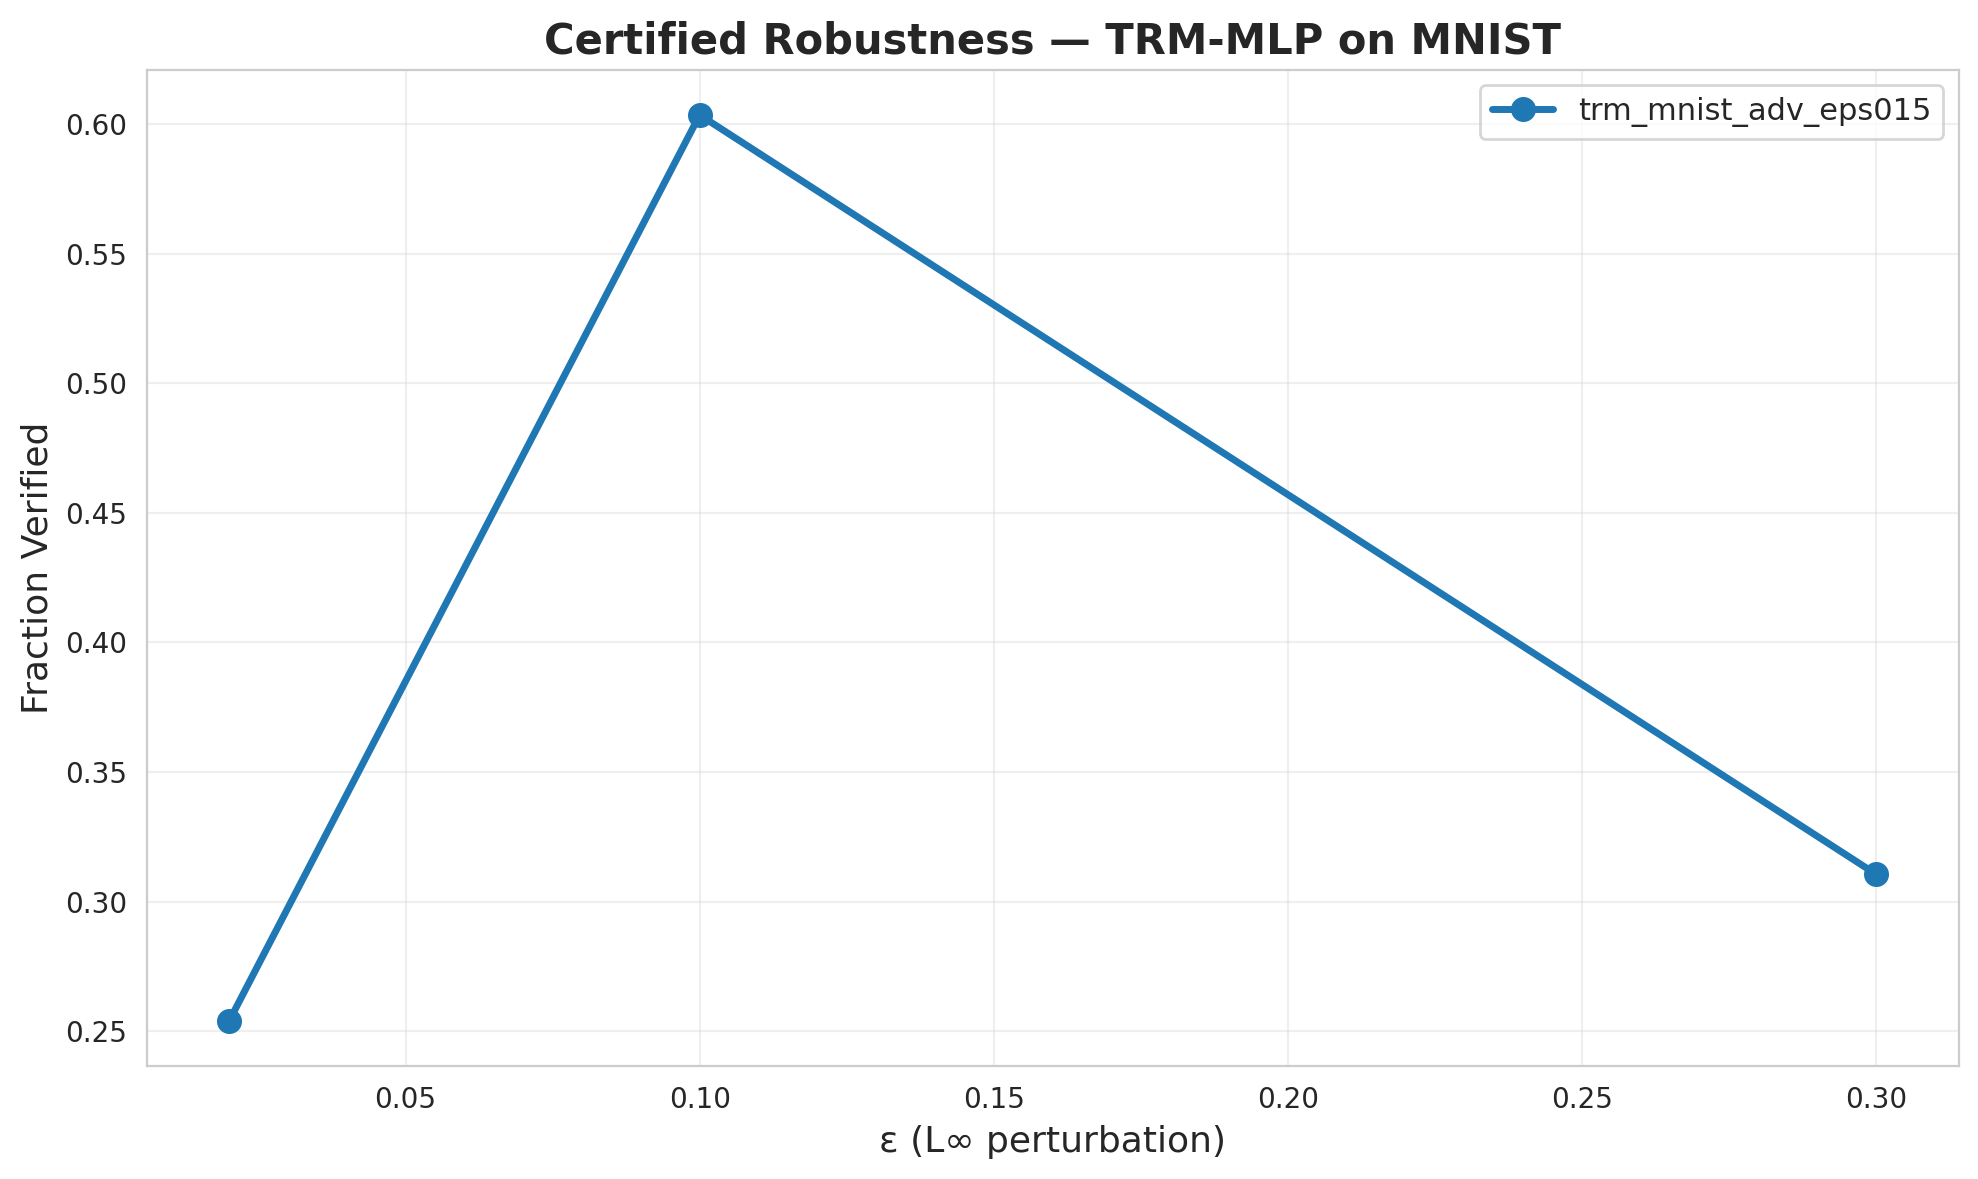 Certified Robustness — TRM-MLP on MNIST
trm_mnist_adv_eps015
Fraction Verified
0.60
0.55
0.50
0.45
0.40
0.35
0.30
0.25
0.05 0.10 0.15 0.20 0.25 0.30
ε (L∞ perturbation)